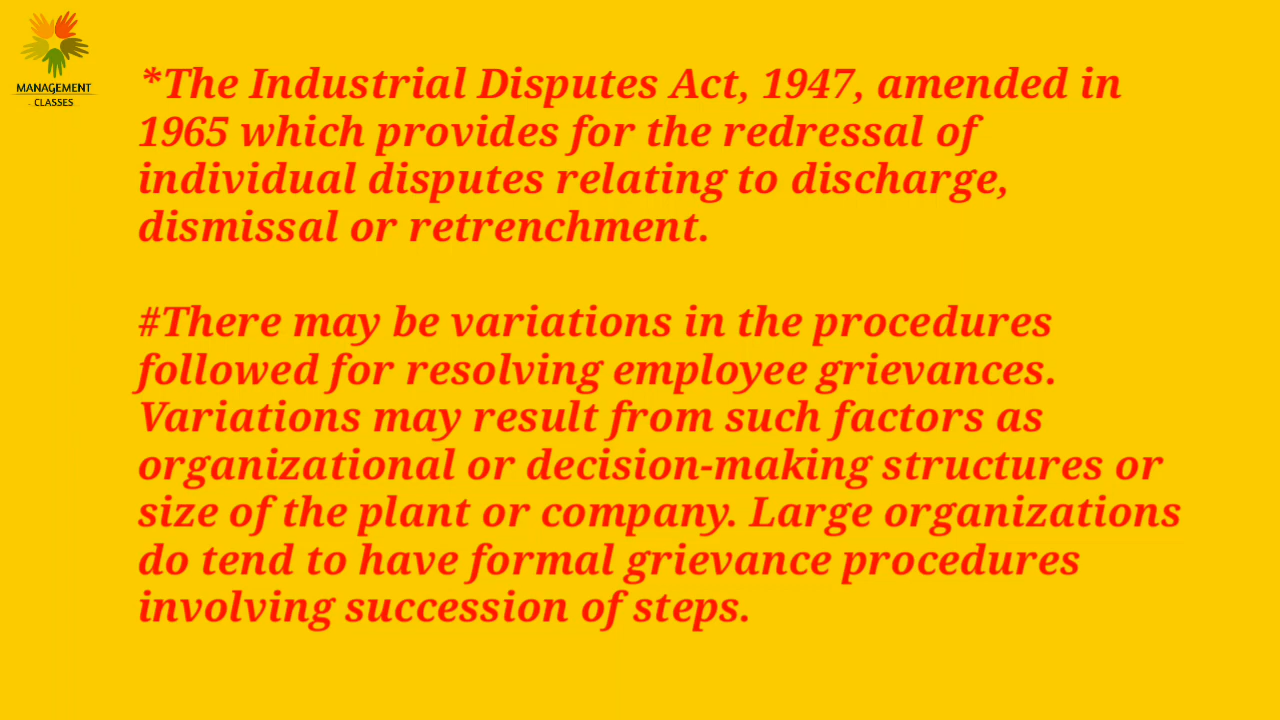 MANAGEMENT
CLASSES
*The Industrial Disputes Act, 1947, amended in
1965 which provides for the redressal of
individual disputes relating to discharge,
dismissal or retrenchment.
#There may be variations in the procedures
followed for resolving employee grievances.
Variations may result from such factors as
organizational or decision-making structures or
size of the plant or company. Large organizations
do tend to have formal grievance procedures
involving succession of steps.